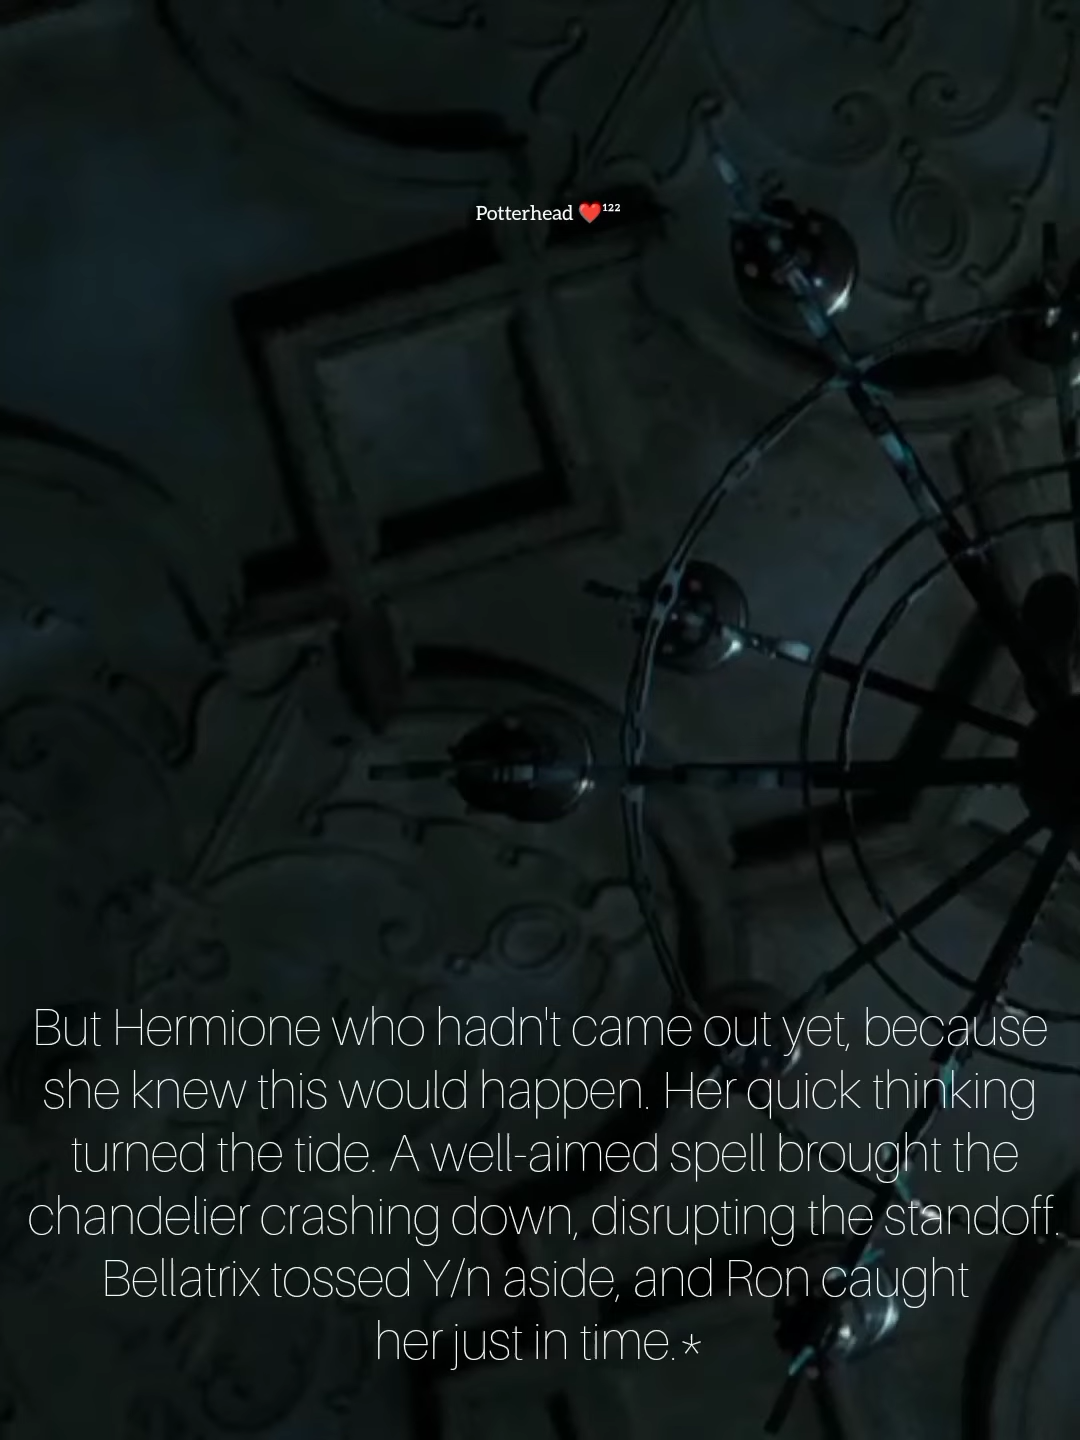 Potterhead ❤️¹²²
But Hermione who hadn't came out yet, because
she knew this would happen. Her quick thinking
turned the tide. A well-aimed spell brought the
chandelier crashing down, disrupting the standoff.
Bellatrix tossed Y/n aside, and Ron caught
her just in time.*